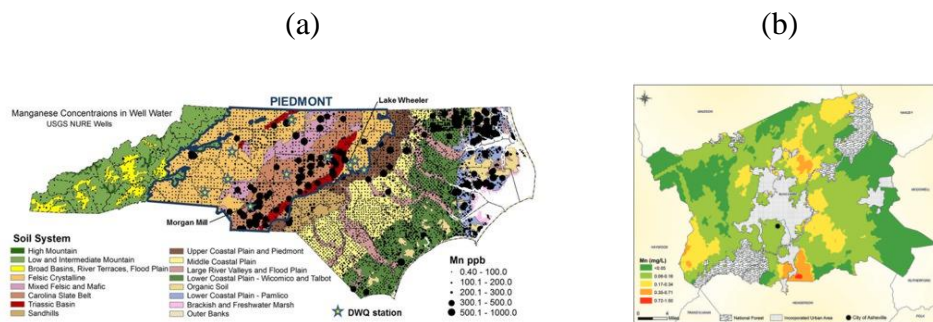 (a)
(b)
Manganese Concentraions in Well Water
USGS NURE Wells
PIEDMONT
Lake Wheeler
Morgan Mill
Soil System
High Mountain
Low and Intermediate Mountain
Broad Basins, River Terraces, Flood Plain
Felsic Crystalline
Mixed Felsic and Mafic
Carolina State Belt
Triassic Basin
Sandhills
Upper Coastal Plain and Piedmont
Middle Coastal Plain
Large River Valleys and Flood Plain
Lower Coastal Plain - Wicomico and Talbot
Organic Soil
Lower Coastal Plain - Pamlico
Brackish and Freshwater Marsh
Outer Banks
Mn ppb
0.40 - 100.0
100.1 - 200.0
200.1 - 300.0
300.1 - 500.0
500.1 - 1000.0
DWQ station
Mn (mg/L)
<0.05
National Forest
Incorporated Urban Area
City of Asheville